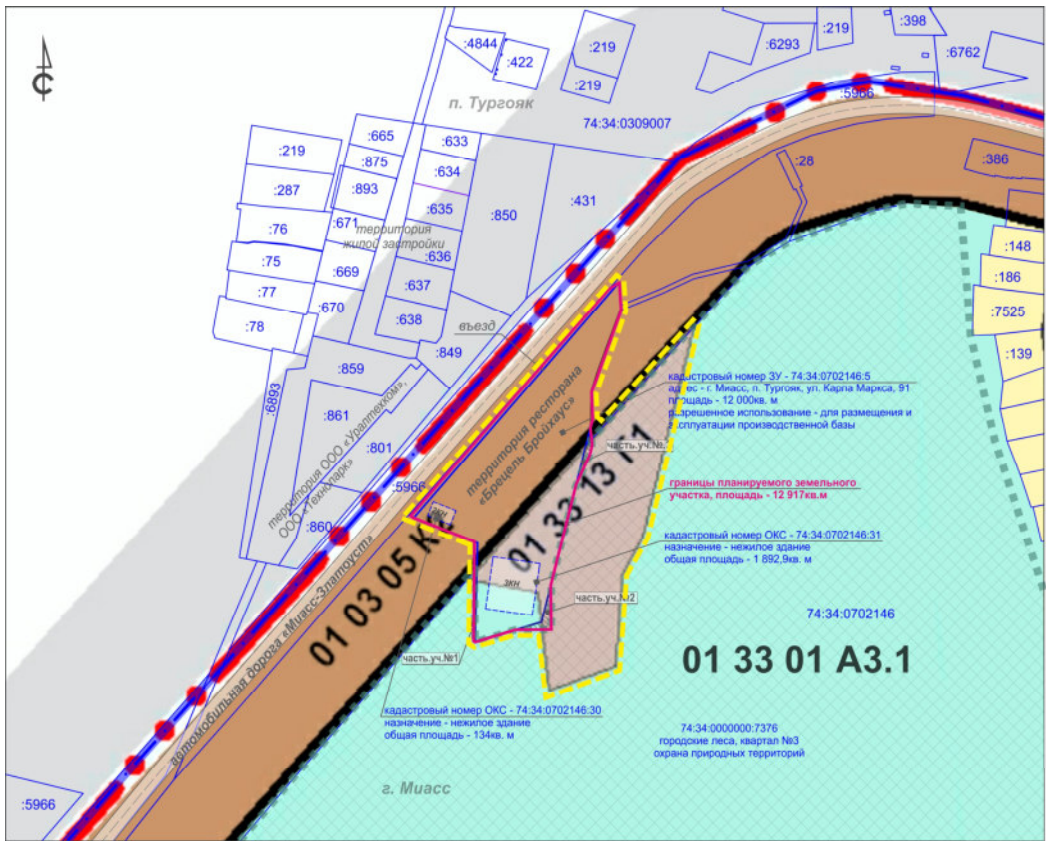 :4844
:422
:219
:219
:6293
:219
:398
:6762
:5966
п. Тургояк
74:34:0309007
:28
:386
:219
:287
:76
:75
:77
:78
:665
:875
:893
:671
:669
:670
:633
:634
:635
:636
:637
:638
территория
жилой застройки
:850
:431
:849
:148
:186
:7525
:139
въезд
:859
:861
:801
:860
:5966
:6893
территория ООО «Уралтехком»,
ООО «Технопарк»
территория ресторана
«Брецель Бройхаус»
кадастровый номер ЗУ - 74:34:0702146:5
адрес - г. Миасс, п. Тургояк, ул. Карла Маркса, 91
площадь - 12 000кв. м
разрешенное использование - для размещения и
эксплуатации производственной базы
часть.уч.№
границы планируемого земельного
участка, площадь - 12 917кв.м
кадастровый номер ОКС - 74:34:0702146:31
назначение - нежилое здание
общая площадь - 1 892,9кв. м
зкн
зкн
01 03 05 К
01 33 13
часть.уч.№2
часть.уч.№1
74:34:0702146
01 33 01 А3.1
автомобильная дорога «Миасс-Златоуст»
кадастровый номер ОКС - 74:34:0702146:30
назначение - нежилое здание
общая площадь - 134кв. м
74:34:0000000:7376
городские леса, квартал №3
охрана природных территорий
г. Миасс
:5966